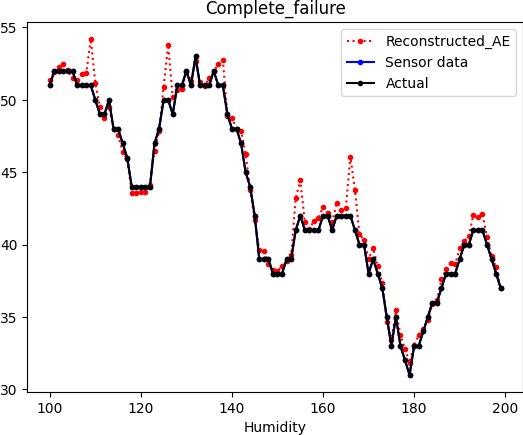 Complete_failure
Reconstructed_AE
Sensor data
Actual
55
50
45
40
35
30
100 120 140 160 180 200
Humidity